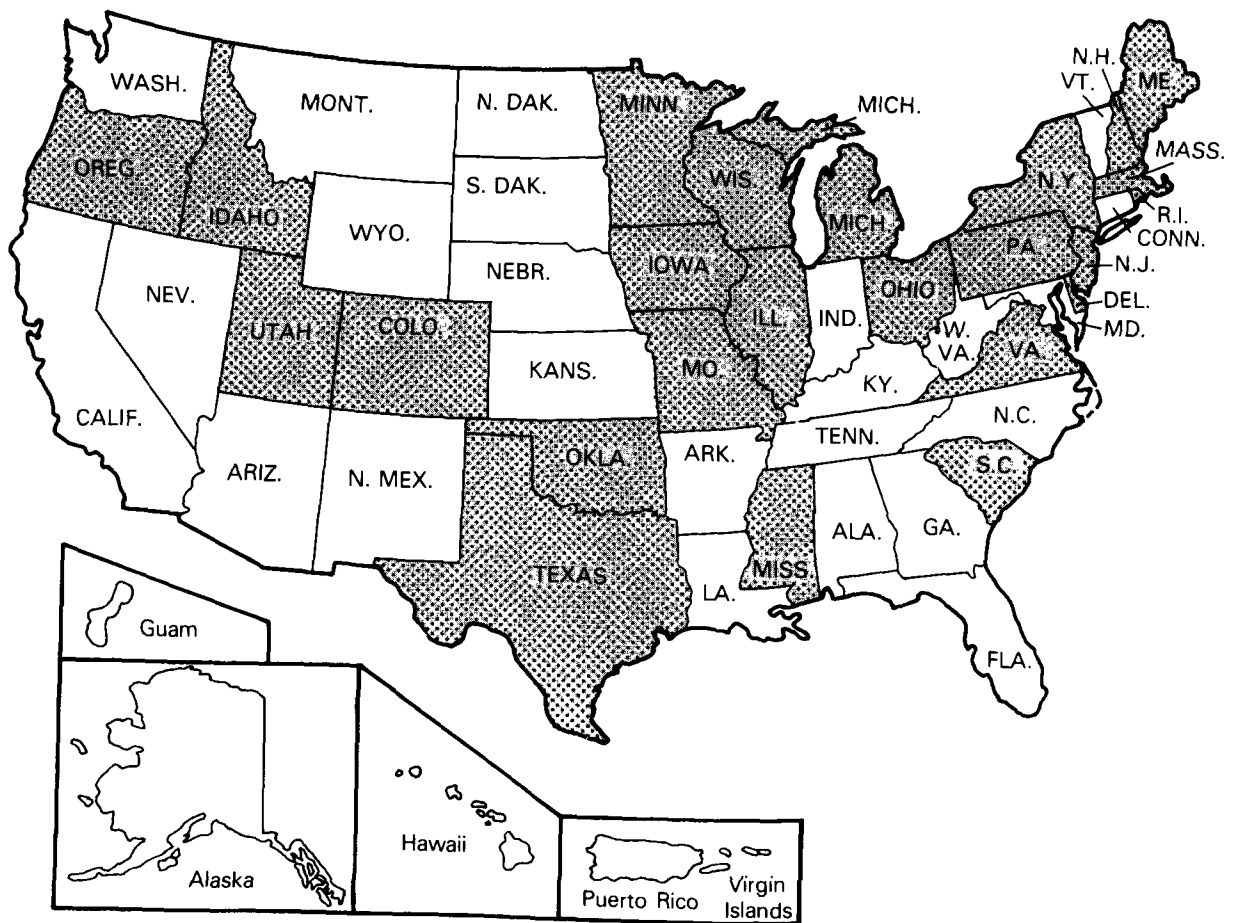 WASH.
MONT.
N. DAK.
MINN.
MICH.
VT.
N.H.
ME.
OREG.
IDAHO
WYO.
S. DAK.
WIS.
MICH.
N.Y.
MASS.
R.I.
CONN.
NEV.
UTAH
COLO.
NEBR.
IOWA
ILL.
IND.
OHIO
PA.
N.J.
DEL.
MD.
CALIF.
KANS.
MO.
KY.
W.
VA.
VA.
ARIZ.
N. MEX.
OKLA.
ARK.
TENN.
N.C.
S.C.
TEXAS
LA.
MISS.
ALA.
GA.
FLA.
Guam
Alaska
Hawaii
Puerto Rico
Virgin
Islands